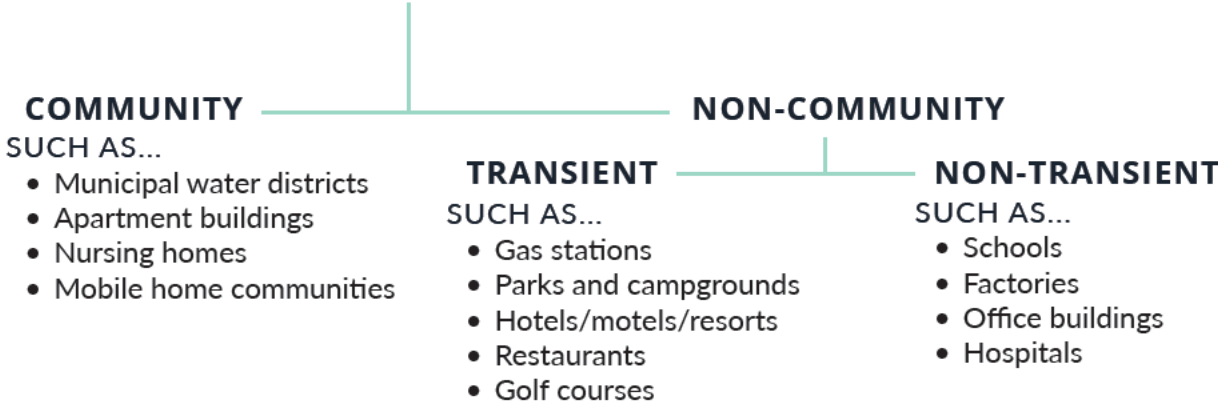 COMMUNITY
SUCH AS...
• Municipal water districts
• Apartment buildings
• Nursing homes
• Mobile home communities
NON-COMMUNITY
TRANSIENT
SUCH AS...
• Gas stations
• Parks and campgrounds
• Hotels/motels/resorts
• Restaurants
• Golf courses
NON-TRANSIENT
SUCH AS...
• Schools
• Factories
• Office buildings
• Hospitals